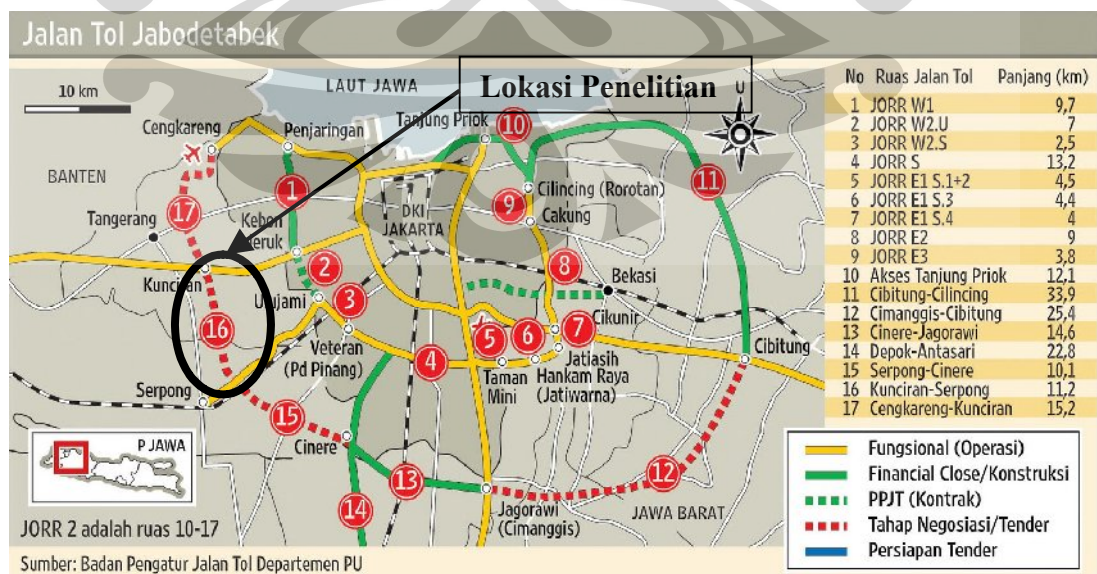 Jalan Tol Jabodetabek
10 km
LAUT JAWA
Lokasi Penelitian
U
Cengkareng
Penjaringan
Tanjung Priok
10
BANTEN
1
11
Cilincing (Rorotan)
17
9
Cakung
Tangerang
DKI
JAKARTA
Kebon
eruk
Kunciran
2
8
Bekasi
Ulujami
3
Cikunir
16
Veteran
(Pd Pinang)
4
5
6
7
Taman
Mini
Jatiasih
Hankam Raya
(Jatiwarna)
Cibitung
Serpong
15
Cinere
13
12
14
Jagorawi
(Cimanggis)
JAWA BARAT
P JAWA
JORR 2 adalah ruas 10-17
Sumber: Badan Pengatur Jalan Tol Departemen PU
No Ruas Jalan Tol Panjang (km)
1 JORR W1 9,7
2 JORR W2.U 7
3 JORR W2.S 2,5
4 JORR S 13,2
5 JORR E1 S.1+2 4,5
6 JORR E1 S.3 4,4
7 JORR E1 S.4 4
8 JORR E2 9
9 JORR E3 3,8
10 Akses Tanjung Priok 12,1
11 Cibitung-Cilincing 33,9
12 Cimanggis-Cibitung 25,4
13 Cinere-Jagorawi 14,6
14 Depok-Antasari 22,8
15 Serpong-Cinere 10,1
16 Kunciran-Serpong 11,2
17 Cengkareng-Kunciran 15,2
Fungsional (Operasi)
Financial Close/Konstruksi
PPJT (Kontrak)
Tahap Negosiasi/Tender
Persiapan Tender